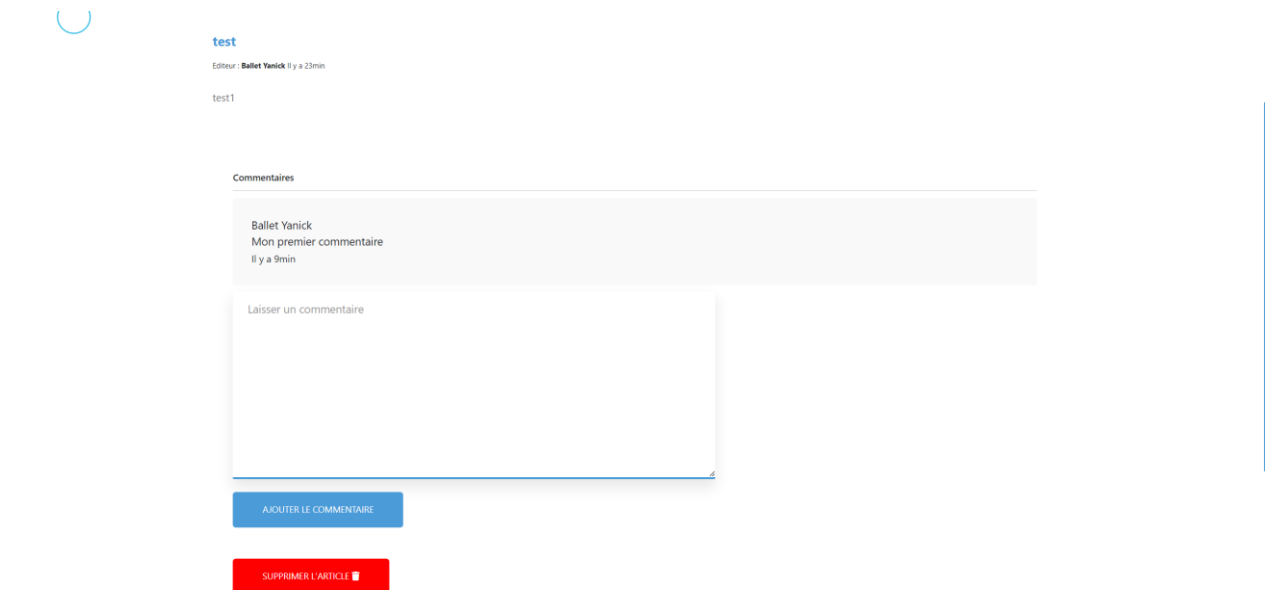 test
Editeur : Ballet Yanick Il y a 23min
test1
Commentaires
Ballet Yanick
Mon premier commentaire
Il y a 9min
Laisser un commentaire
AJOUTER LE COMMENTAIRE
SUPPRIMER L'ARTICLE